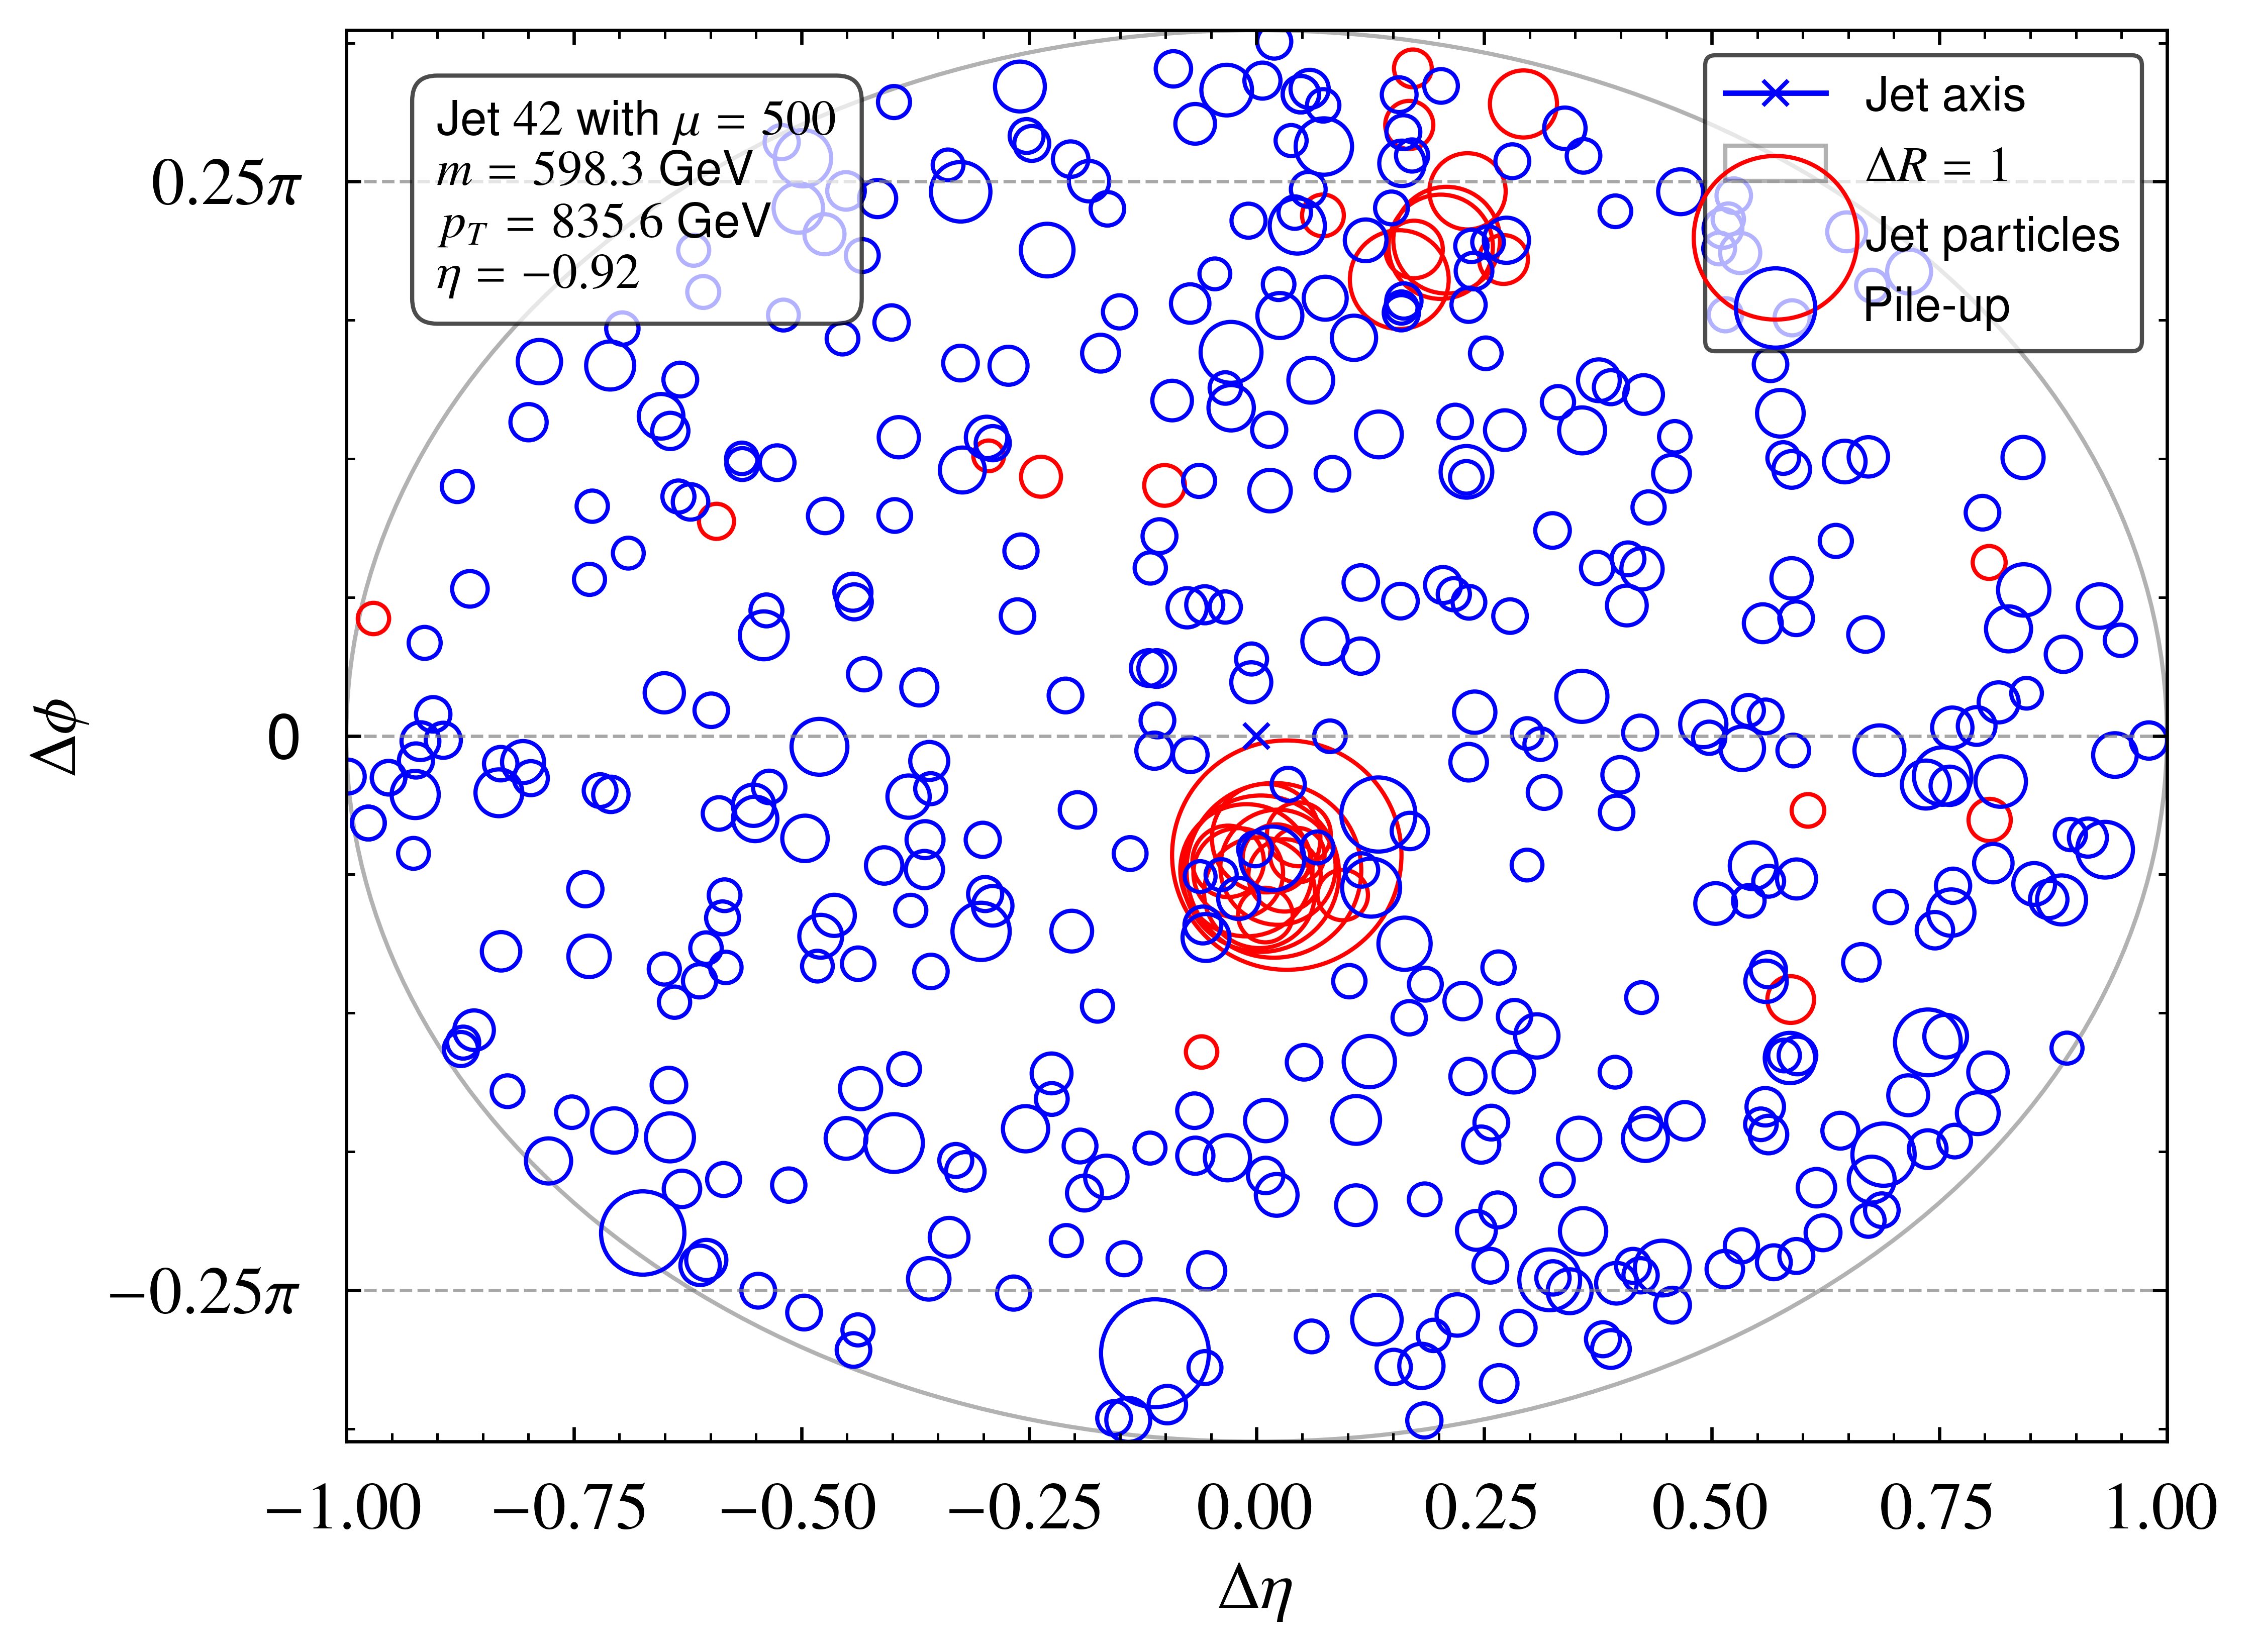 Jet 42 with μ = 500
m = 598.3 GeV
p_T = 835.6 GeV
η = −0.92
Jet axis
ΔR = 1
Jet particles
Pile-up
0.25π
0
−0.25π
Δϕ
−1.00 −0.75 −0.50 −0.25 0.00 0.25 0.50 0.75 1.00
Δη